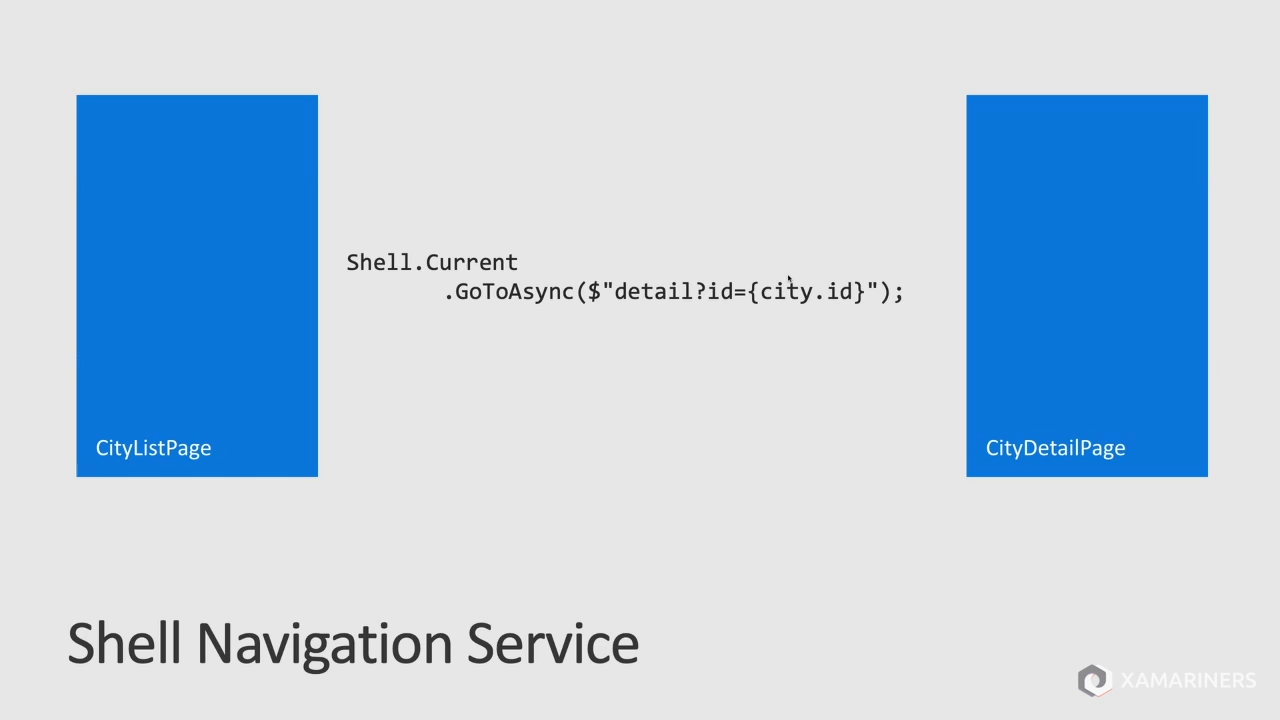 Shell.Current
.GoToAsync($"detail?id={city.id}");
CityListPage
CityDetailPage
Shell Navigation Service
XAMARINERS